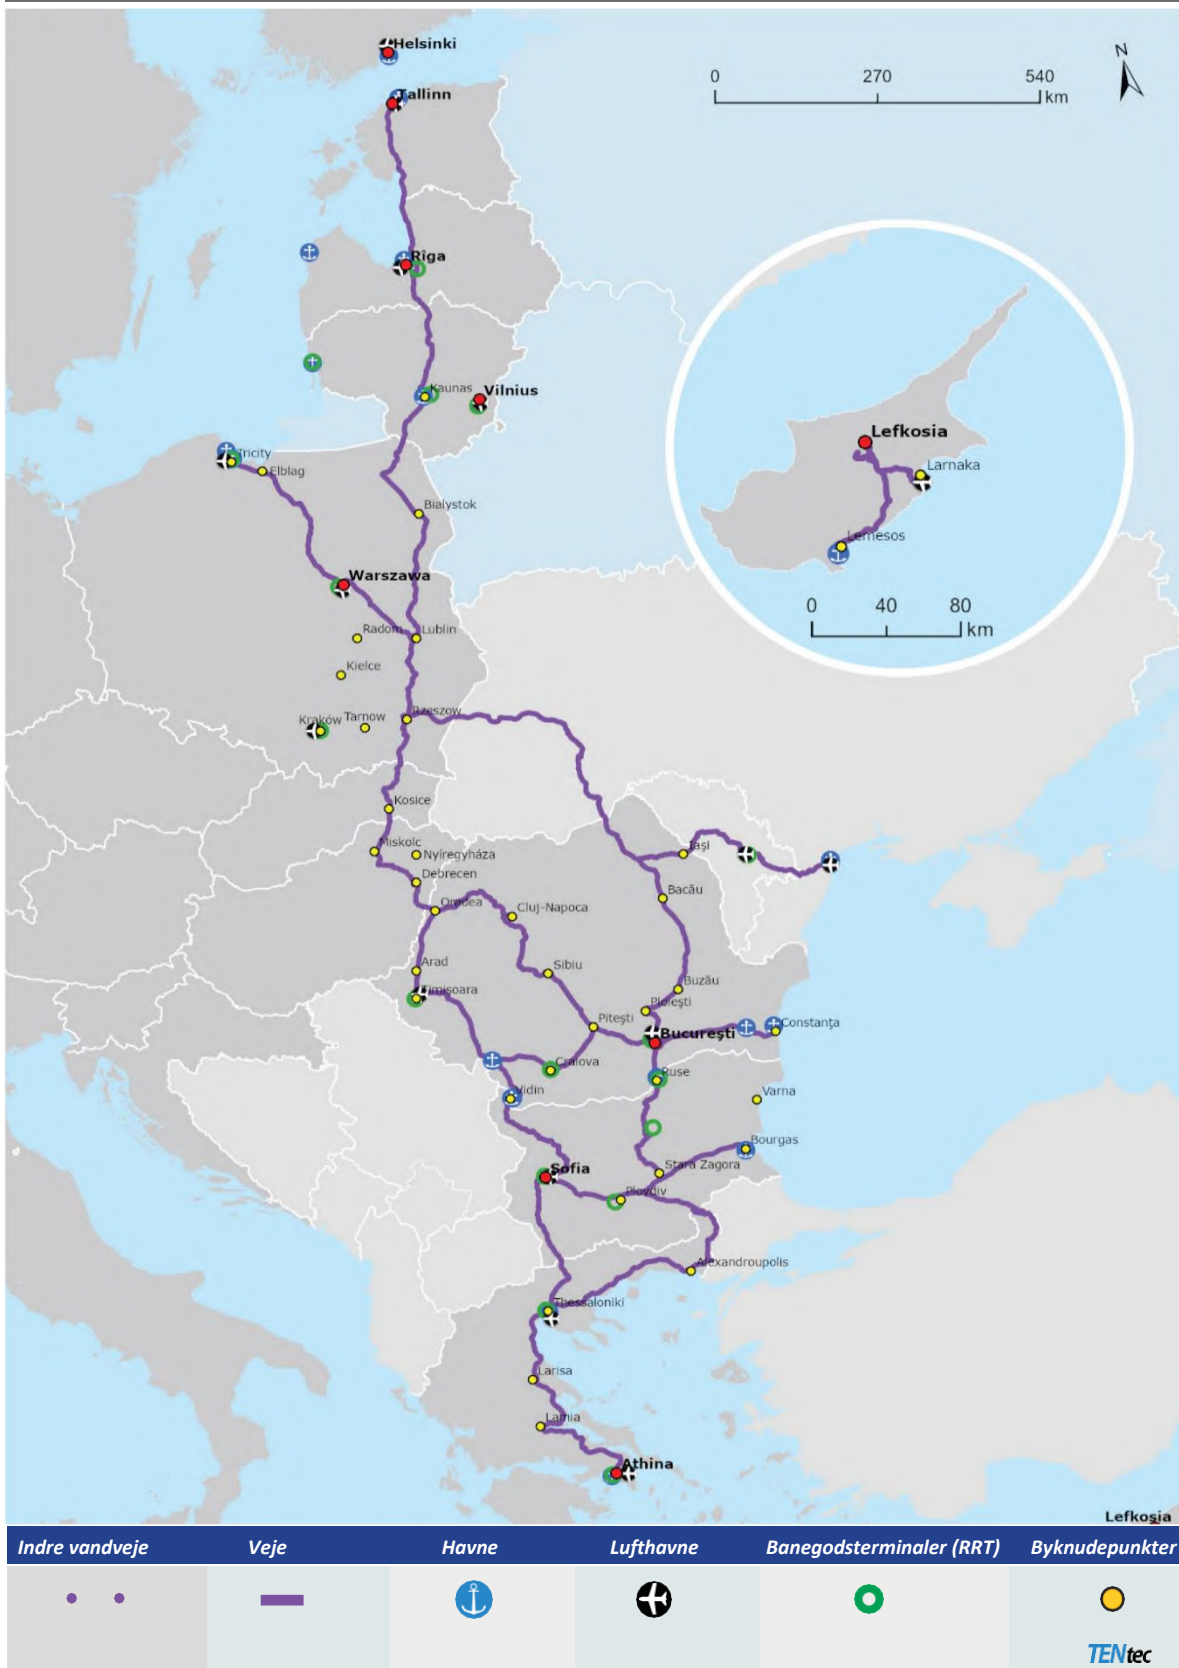 Helsinki
Tallinn
N
0 270 540
km
Rīga
Kaunas
Vilnius
Tricity
Elblag
Bialystok
Lefkosia
Larnaka
Lemesos
0 40 80
km
Warszawa
Radom
Lublin
Kielce
Kraków
Tarnow
Rzeszow
Kosice
Miskolc
Nyíregyháza
Debrecen
Iaşi
Bacău
Oradea
Cluj-Napoca
Arad
Sibiu
Timişoara
Buzău
Ploieşti
Piteşti
Bucureşti
Constanţa
Craiova
Ruse
Vidin
Varna
Bourgas
Sofia
Stara Zagora
Plovdiv
Alexandroupolis
Thessaloniki
Larisa
Lamia
Athina
Lefkosia
Indre vandveje Veje Havne Lufthavne Banegodsterminaler (RRT) Byknudepunkter
TENtec